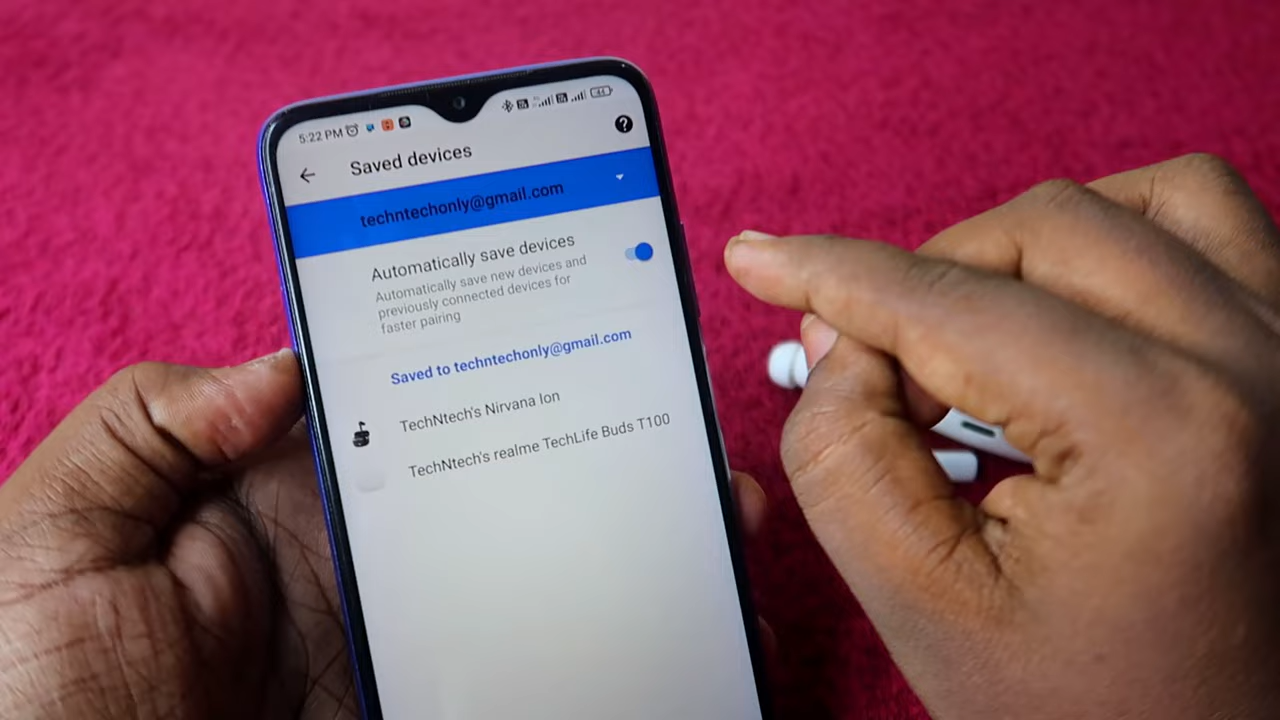 5:22 PM
44
Saved devices
techntechonly@gmail.com
Automatically save devices
Automatically save new devices and
previously connected devices for
faster pairing
Saved to techntechonly@gmail.com
TechNtech's Nirvana Ion
TechNtech's realme TechLife Buds T100